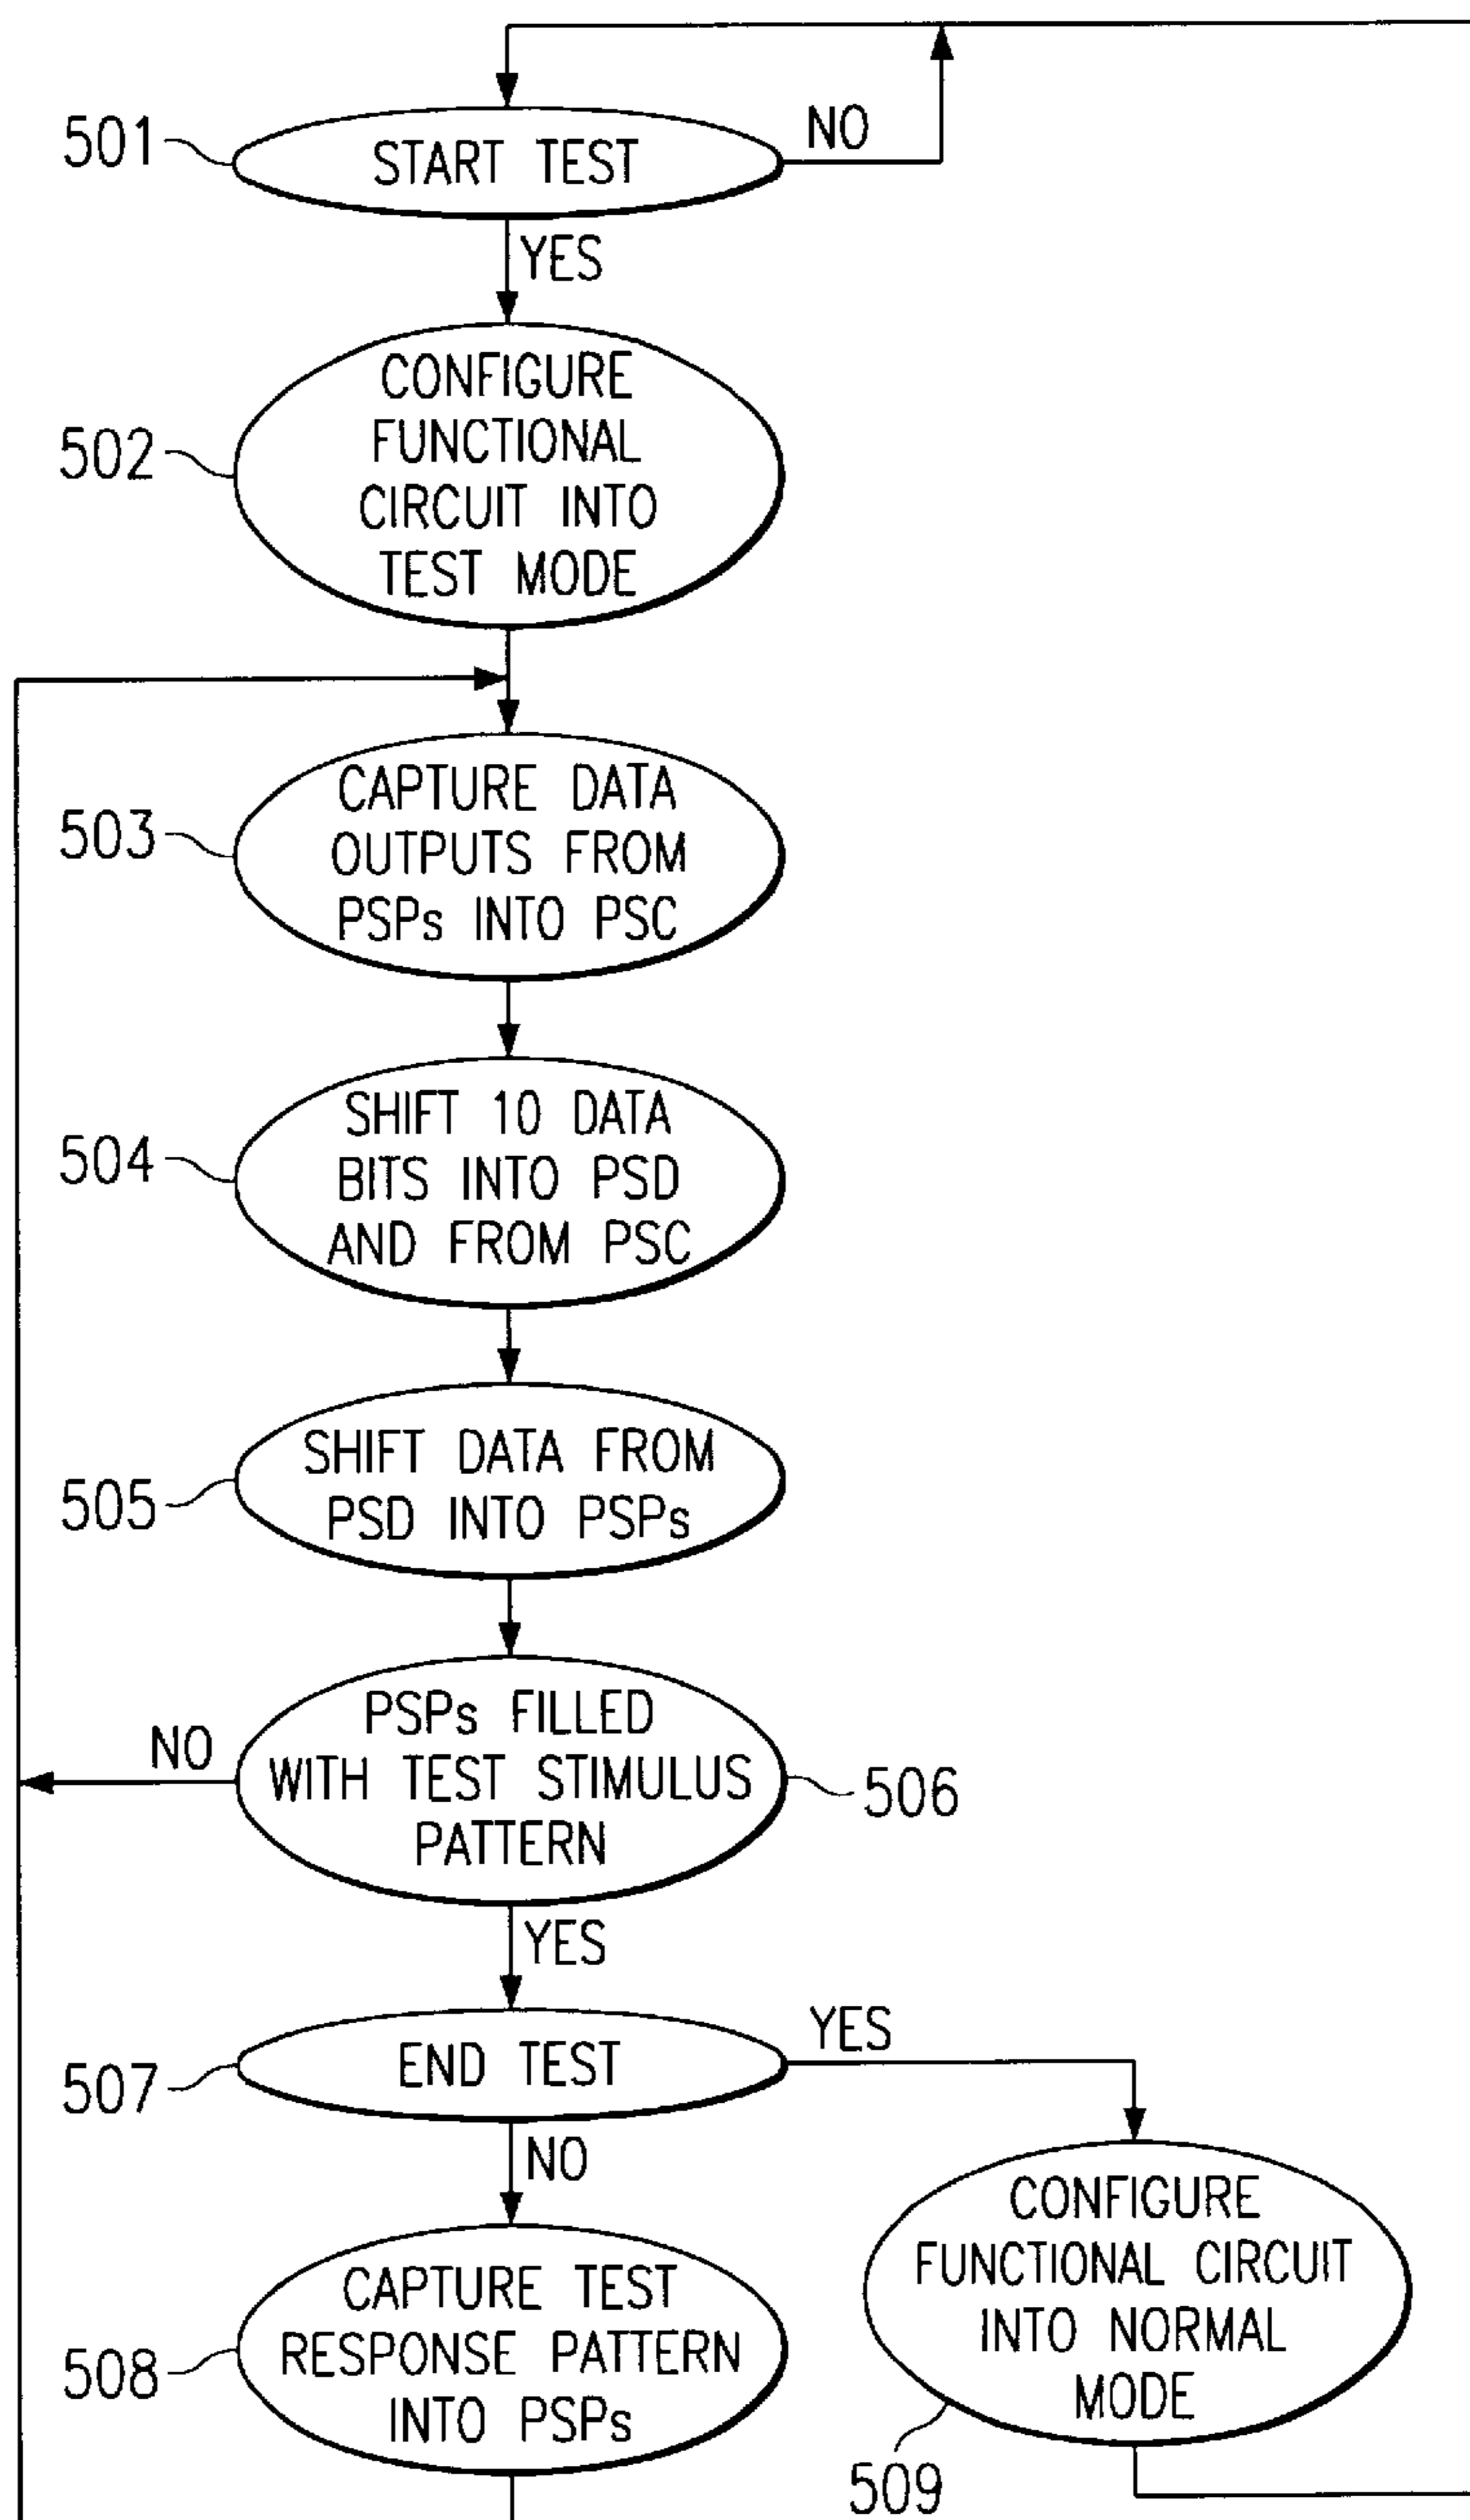 501
START TEST
NO
YES
502
CONFIGURE
FUNCTIONAL
CIRCUIT INTO
TEST MODE
503
CAPTURE DATA
OUTPUTS FROM
PSPs INTO PSC
504
SHIFT 10 DATA
BITS INTO PSD
AND FROM PSC
505
SHIFT DATA FROM
PSD INTO PSPs
NO
PSPs FILLED
WITH TEST STIMULUS
PATTERN
506
YES
507
END TEST
YES
NO
508
CAPTURE TEST
RESPONSE PATTERN
INTO PSPs
CONFIGURE
FUNCTIONAL CIRCUIT
INTO NORMAL
MODE
509